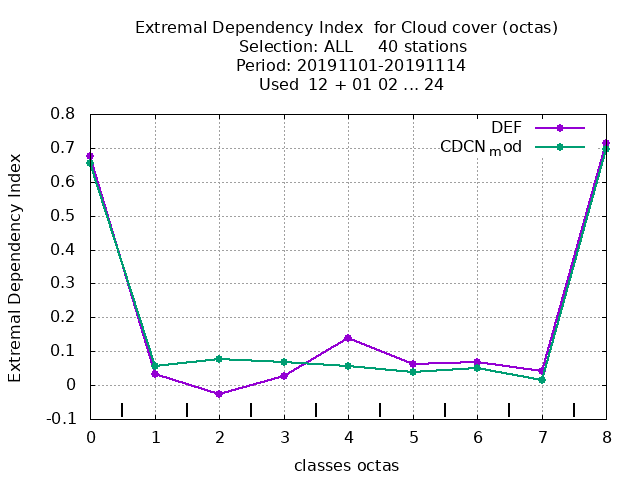 Extremal Dependency Index  for Cloud cover (octas)
Selection: ALL     40 stations
Period: 20191101-20191114
Used  12 + 01 02 ... 24
Extremal Dependency Index
0.8
0.7
0.6
0.5
0.4
0.3
0.2
0.1
0
-0.1
DEF
CDCNmod
0 1 2 3 4 5 6 7 8
classes octas